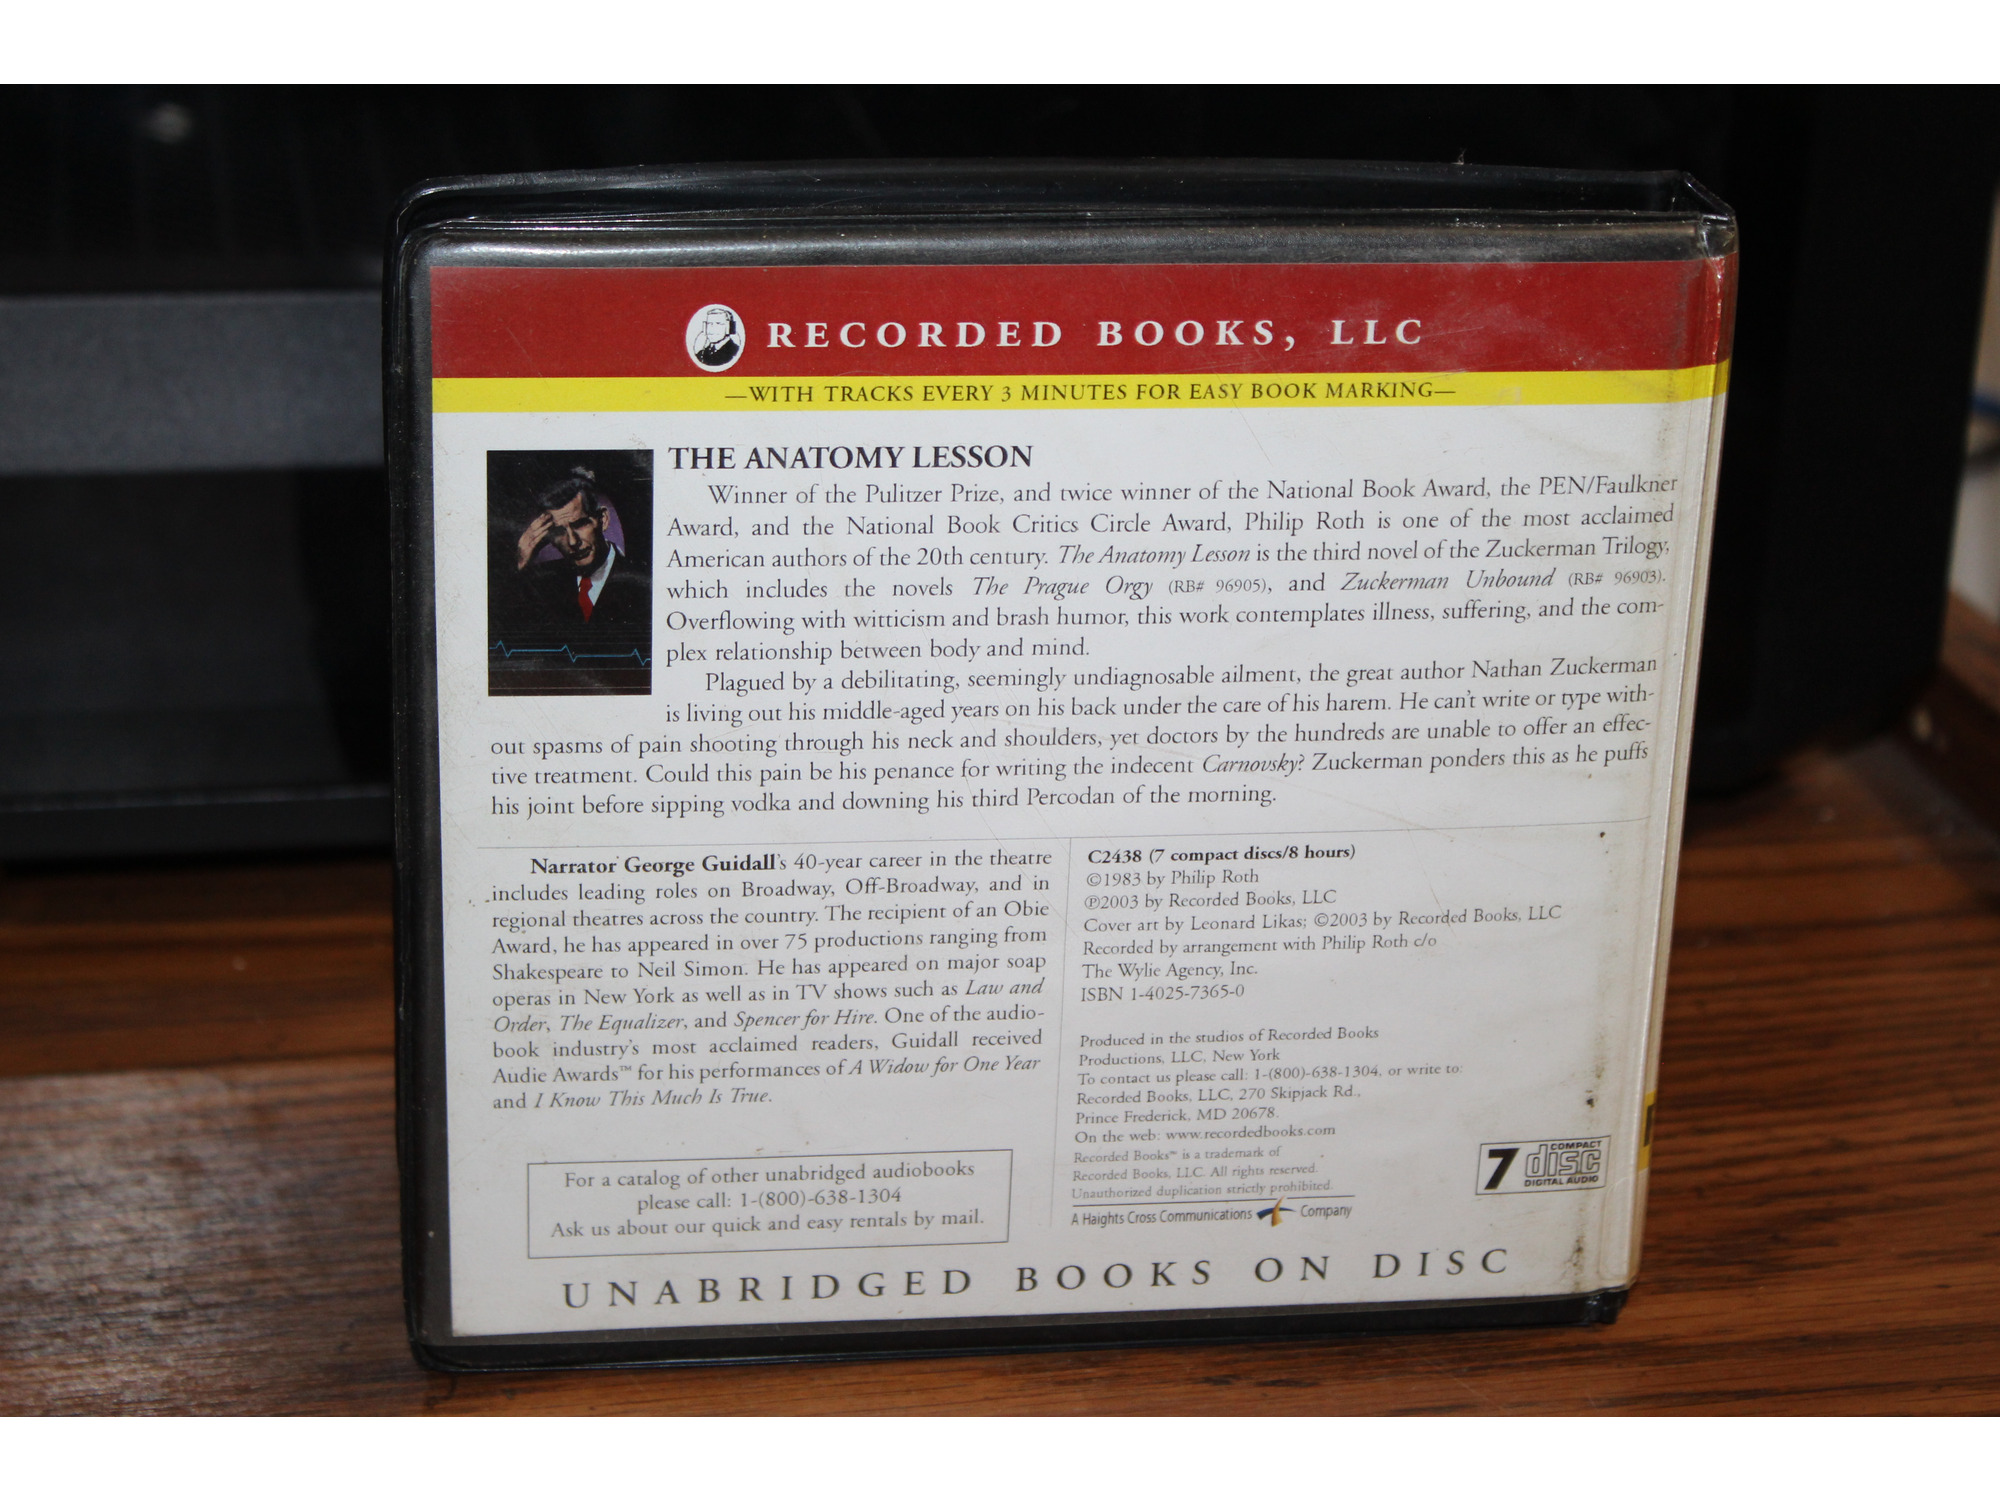 RECORDED BOOKS, LLC
—WITH TRACKS EVERY 3 MINUTES FOR EASY BOOK MARKING—
THE ANATOMY LESSON
Winner of the Pulitzer Prize, and twice winner of the National Book Award, the PEN/Faulkner
Award, and the National Book Critics Circle Award, Philip Roth is one of the most acclaimed
American authors of the 20th century. The Anatomy Lesson is the third novel of the Zuckerman Trilogy,
which includes the novels The Prague Orgy (RB# 96905), and Zuckerman Unbound (RB# 96903).
Overflowing with witticism and brash humor, this work contemplates illness, suffering, and the com-
plex relationship between body and mind.
Plagued by a debilitating, seemingly undiagnosable ailment, the great author Nathan Zuckerman
is living out his middle-aged years on his back under the care of his harem. He can't write or type with-
out spasms of pain shooting through his neck and shoulders, yet doctors by the hundreds are unable to offer an effec-
tive treatment. Could this pain be his penance for writing the indecent Carnovsky? Zuckerman ponders this as he puffs
his joint before sipping vodka and downing his third Percodan of the morning.
Narrator George Guidall's 40-year career in the theatre
includes leading roles on Broadway, Off-Broadway, and in
regional theatres across the country. The recipient of an Obie
Award, he has appeared in over 75 productions ranging from
Shakespeare to Neil Simon. He has appeared on major soap
operas in New York as well as in TV shows such as Law and
Order, The Equalizer, and Spencer for Hire. One of the audio-
book industry's most acclaimed readers, Guidall received
Audie Awards™ for his performances of A Widow for One Year
and I Know This Much Is True.
For a catalog of other unabridged audiobooks
please call: 1-(800)-638-1304
Ask us about our quick and easy rentals by mail.
C2438 (7 compact discs/8 hours)
©1983 by Philip Roth
℗2003 by Recorded Books, LLC
Cover art by Leonard Likas; ©2003 by Recorded Books, LLC
Recorded by arrangement with Philip Roth c/o
The Wylie Agency, Inc.
ISBN 1-4025-7365-0
Produced in the studios of Recorded Books
Productions, LLC, New York
To contact us please call: 1-(800)-638-1304, or write to:
Recorded Books, LLC, 270 Skipjack Rd.,
Prince Frederick, MD 20678.
On the web: www.recordedbooks.com
Recorded Books™ is a trademark of
Recorded Books, LLC. All rights reserved.
Unauthorized duplication strictly prohibited.
A Haights Cross Communications Company
7 COMPACT disc DIGITAL AUDIO
UNABRIDGED BOOKS ON DISC